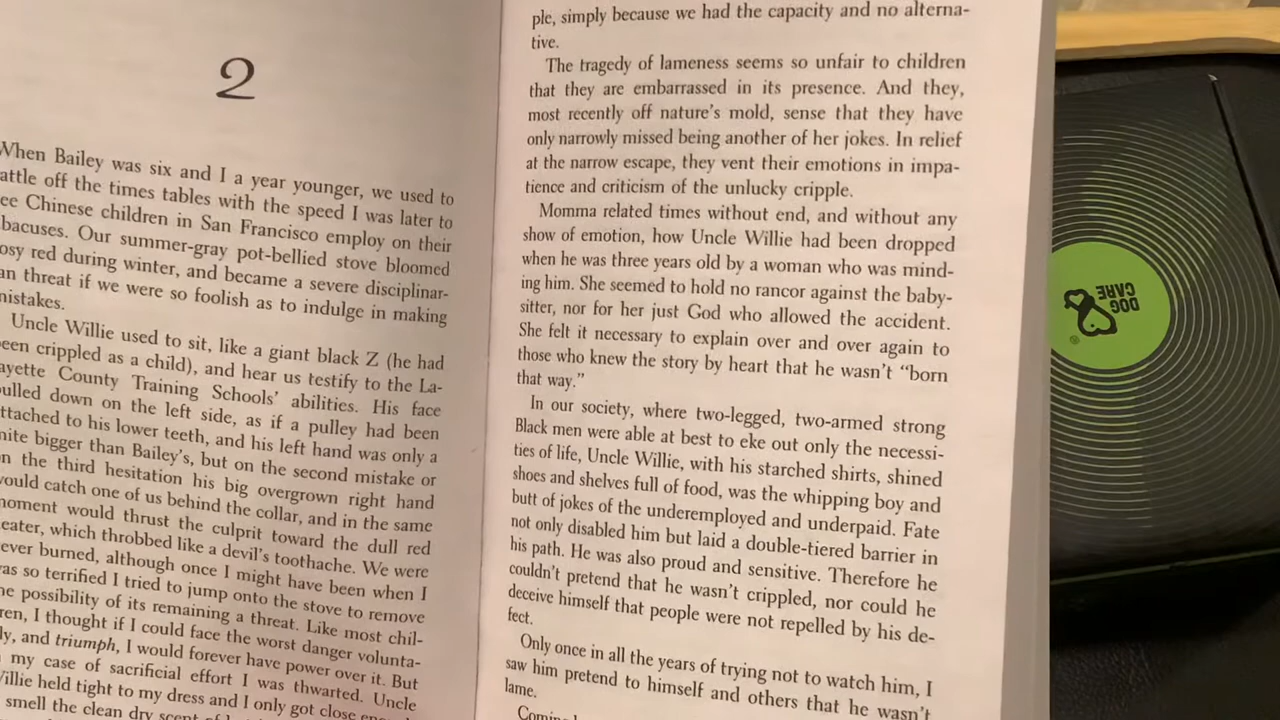 2
When Bailey was six and I a year younger, we used to
attle off the times tables with the speed I was later to
ee Chinese children in San Francisco employ on their
bacuses. Our summer-gray pot-bellied stove bloomed
osy red during winter, and became a severe disciplinar-
an threat if we were so foolish as to indulge in making
nistakes.
Uncle Willie used to sit, like a giant black Z (he had
een crippled as a child), and hear us testify to the La-
ayette County Training Schools' abilities. His face
ulled down on the left side, as if a pulley had been
ttached to his lower teeth, and his left hand was only a
nite bigger than Bailey's, but on the second mistake or
n the third hesitation his big overgrown right hand
ould catch one of us behind the collar, and in the same
noment would thrust the culprit toward the dull red
eater, which throbbed like a devil's toothache. We were
ever burned, although once I might have been when I
as so terrified I tried to jump onto the stove to remove
he possibility of its remaining a threat. Like most chil-
ren, I thought if I could face the worst danger volunta-
ly, and triumph, I would forever have power over it. But
my case of sacrificial effort I was thwarted. Uncle
Willie held tight to my dress and I only got close
smell the clean dry scent of
ple, simply because we had the capacity and no alterna-
tive.
The tragedy of lameness seems so unfair to children
that they are embarrassed in its presence. And they,
most recently off nature's mold, sense that they have
only narrowly missed being another of her jokes. In relief
at the narrow escape, they vent their emotions in impa-
tience and criticism of the unlucky cripple.
Momma related times without end, and without any
show of emotion, how Uncle Willie had been dropped
when he was three years old by a woman who was mind-
ing him. She seemed to hold no rancor against the baby-
sitter, nor for her just God who allowed the accident.
She felt it necessary to explain over and over again to
those who knew the story by heart that he wasn't "born
that way."
In our society, where two-legged, two-armed strong
Black men were able at best to eke out only the necessi-
ties of life, Uncle Willie, with his starched shirts, shined
shoes and shelves full of food, was the whipping boy and
butt of jokes of the underemployed and underpaid. Fate
not only disabled him but laid a double-tiered barrier in
his path. He was also proud and sensitive. Therefore he
couldn't pretend that he wasn't crippled, nor could he
deceive himself that people were not repelled by his de-
fect.
Only once in all the years of trying not to watch him, I
saw him pretend to himself and others that he wasn't
lame.
DOG
CARE
®